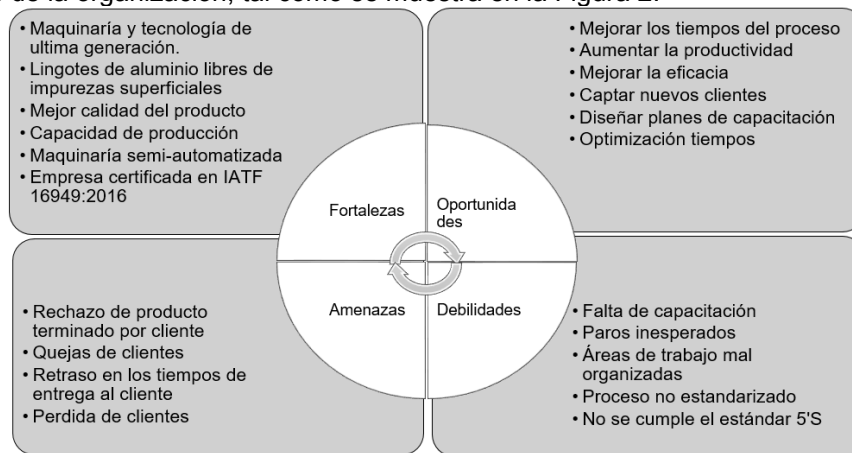 de la organización, tal como se muestra en la Figura 2.
• Maquinaría y tecnología de
ultima generación.
• Lingotes de aluminio libres de
impurezas superficiales
• Mejor calidad del producto
• Capacidad de producción
• Maquinaría semi-automatizada
• Empresa certificada en IATF
16949:2016
• Mejorar los tiempos del proceso
• Aumentar la productividad
• Mejorar la eficacia
• Captar nuevos clientes
• Diseñar planes de capacitación
• Optimización tiempos
Fortalezas
Oportunida
des
Amenazas
Debilidades
• Rechazo de producto
terminado por cliente
• Quejas de clientes
• Retraso en los tiempos de
entrega al cliente
• Perdida de clientes
• Falta de capacitación
• Paros inesperados
• Áreas de trabajo mal
organizadas
• Proceso no estandarizado
• No se cumple el estándar 5'S